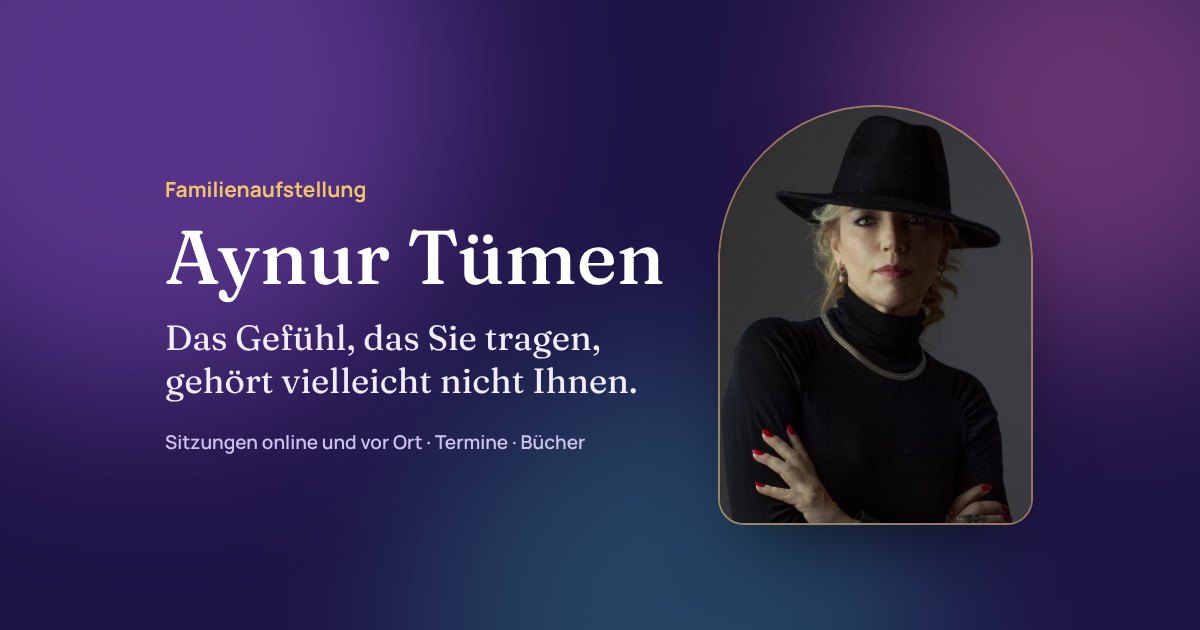 Familienaufstellung
Aynur Tümen
Das Gefühl, das Sie tragen,
gehört vielleicht nicht Ihnen.
Sitzungen online und vor Ort · Termine · Bücher